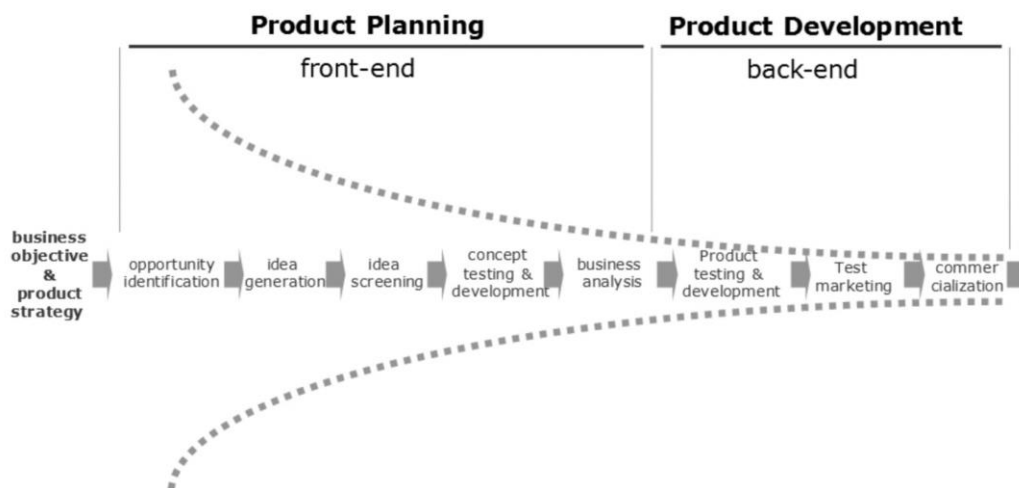 Product Planning
Product Development
front-end
back-end
business
objective
&
product
strategy
opportunity
identification
idea
generation
idea
screening
concept
testing &
development
business
analysis
Product
testing &
development
Test
marketing
commer
cialization